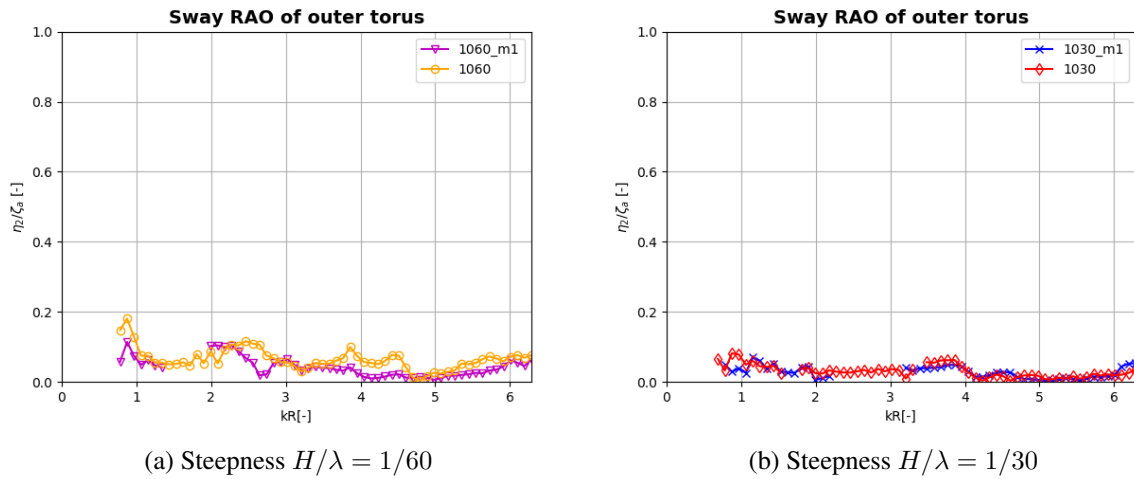 Sway RAO of outer torus
1.0
0.8
0.6
0.4
0.2
0.0
η₂/ζₐ [-]
0 1 2 3 4 5 6
kR[-]
1060_m1
1060
(a) Steepness H/λ = 1/60
Sway RAO of outer torus
1.0
0.8
0.6
0.4
0.2
0.0
η₂/ζₐ [-]
0 1 2 3 4 5 6
kR[-]
1030_m1
1030
(b) Steepness H/λ = 1/30